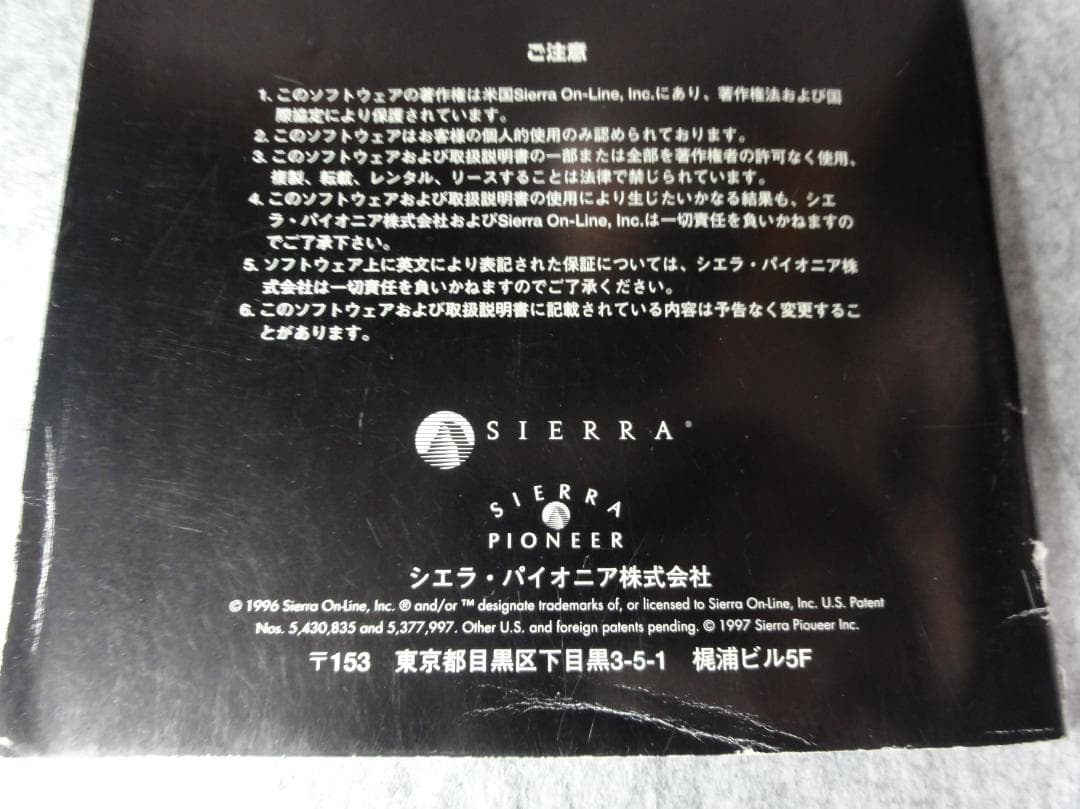 ご注意
1. このソフトウェアの著作権は米国Sierra On-Line, Inc.にあり、著作権法および国
際協定により保護されています。
2. このソフトウェアはお客様の個人的使用のみ認められております。
3. このソフトウェアおよび取扱説明書の一部または全部を著作権者の許可なく使用、
複製、転載、レンタル、リースすることは法律で禁じられています。
4. このソフトウェアおよび取扱説明書の使用により生じたいかなる結果も、シエ
ラ・パイオニア株式会社およびSierra On-Line, Inc.は一切責任を負いかねますの
でご了承下さい。
5. ソフトウェア上に英文により表記された保証については、シエラ・パイオニア株
式会社は一切責任を負いかねますのでご了承ください。
6. このソフトウェアおよび取扱説明書に記載されている内容は予告なく変更するこ
とがあります。
SIERRA®
SIERRA
PIONEER
シエラ・パイオニア株式会社
© 1996 Sierra On-Line, Inc. ® and/or ™ designate trademarks of, or licensed to Sierra On-Line, Inc. U.S. Patent
Nos. 5,430,835 and 5,377,997. Other U.S. and foreign patents pending. © 1997 Sierra Pioueer Inc.
〒153 東京都目黒区下目黒3-5-1 梶浦ビル5F